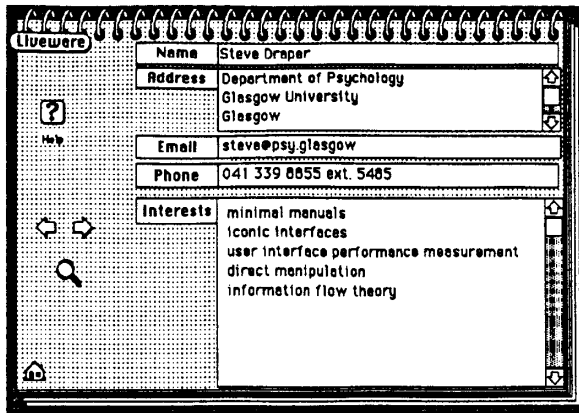 Liveware
Name Steve Draper
Address Department of Psychology
Glasgow University
Glasgow
?
Help
Email steve@psy.glasgow
Phone 041 339 8855 ext. 5485
Interests minimal manuals
iconic interfaces
user interface performance measurement
direct manipulation
information flow theory